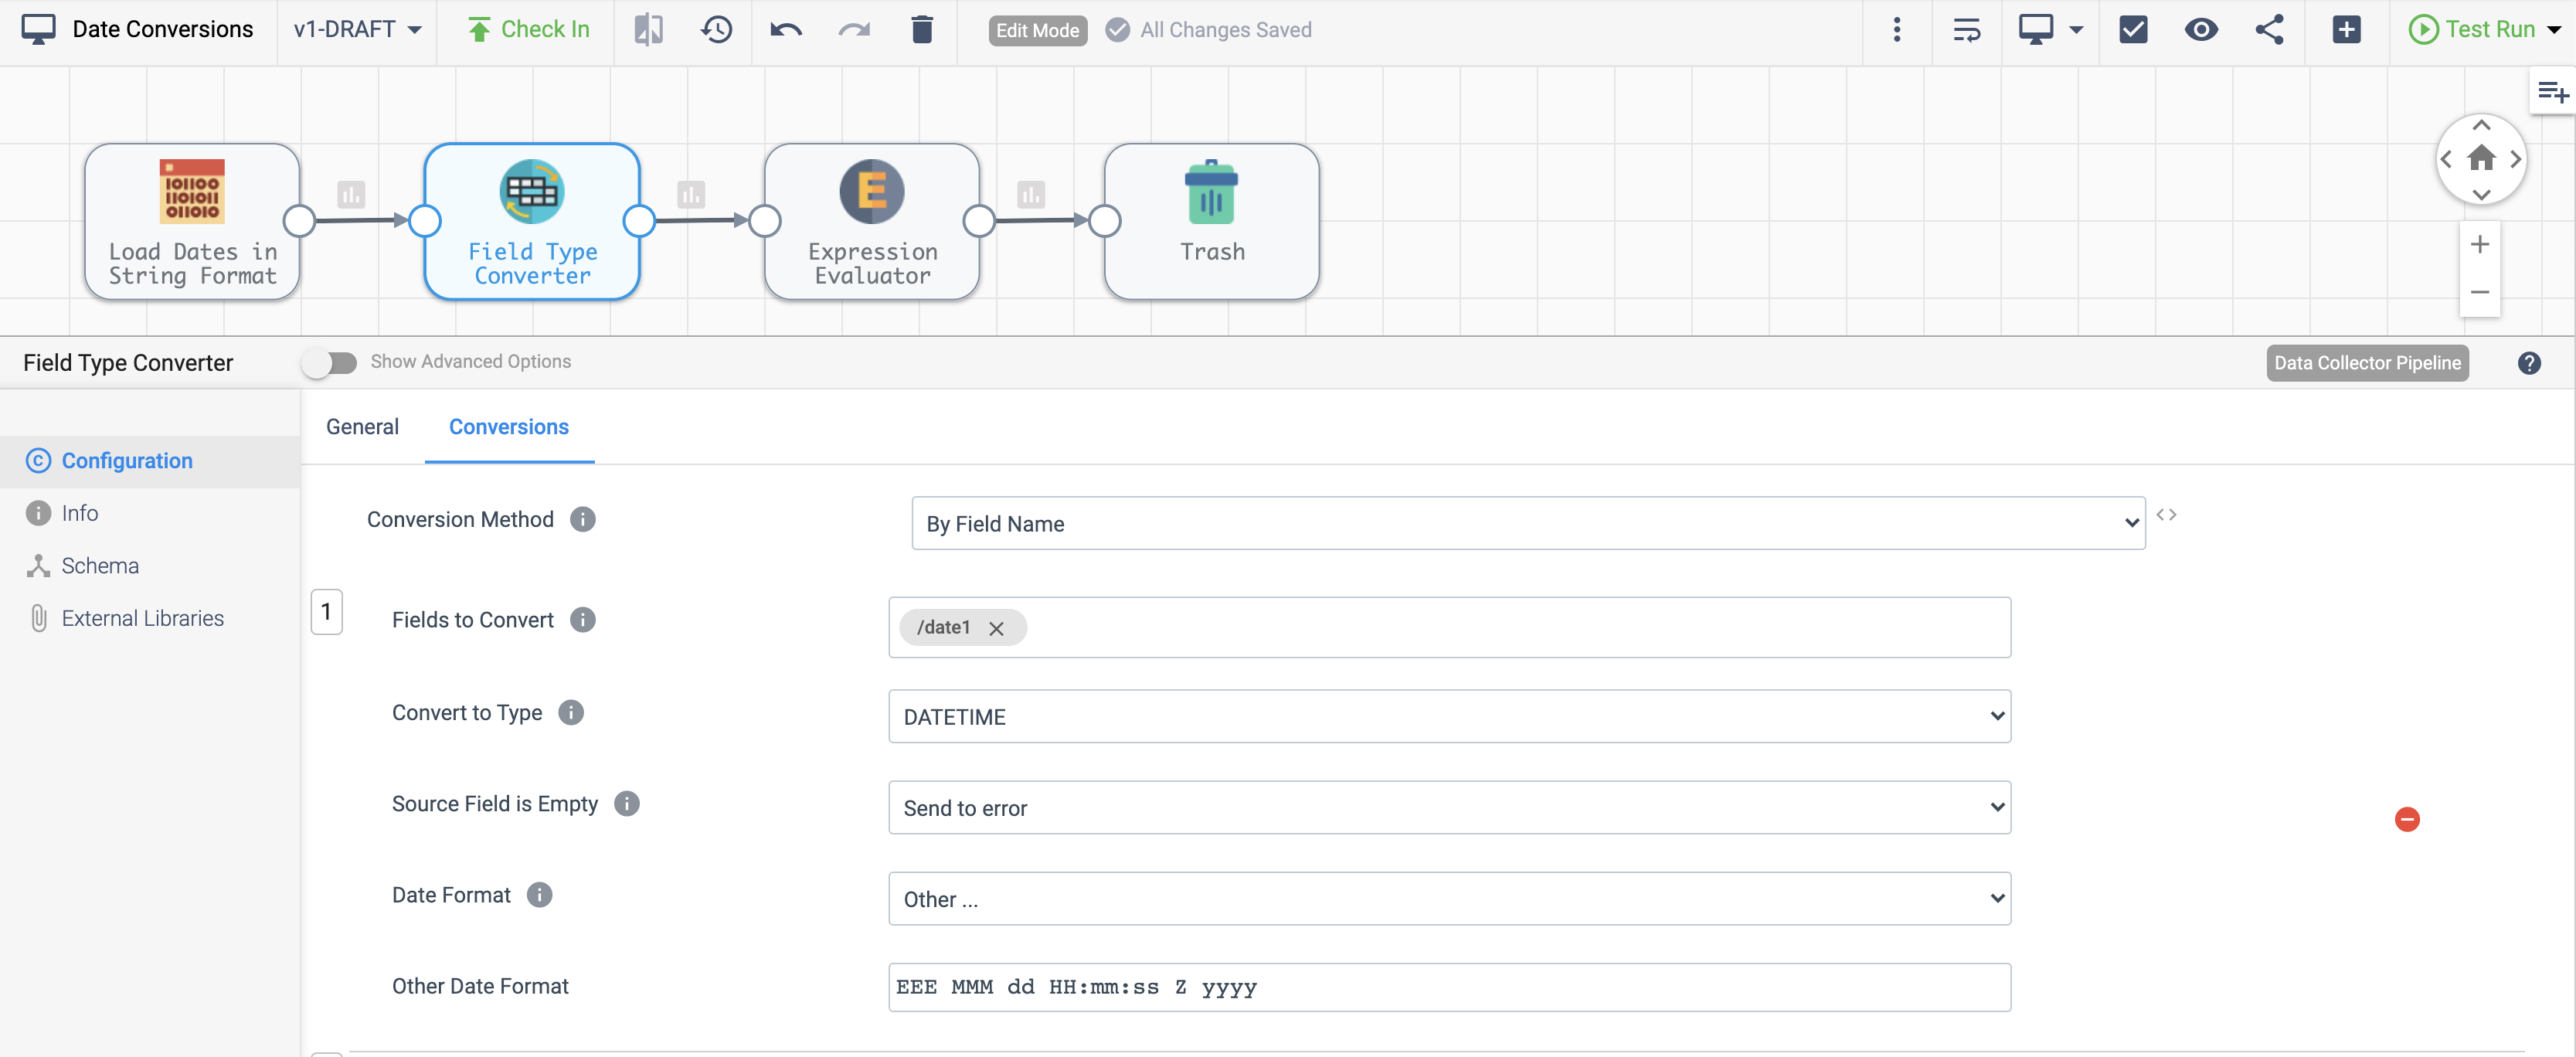 Date Conversions
v1-DRAFT
Check In
Edit Mode
All Changes Saved
Test Run
101100
110101
011010
Load Dates in
String Format
Field Type
Converter
E
Expression
Evaluator
Trash
Field Type Converter
Show Advanced Options
Data Collector Pipeline
?
General
Conversions
C Configuration
i Info
Schema
External Libraries
Conversion Method i
By Field Name
<>
1
Fields to Convert i
/date1 ×
Convert to Type i
DATETIME
Source Field is Empty i
Send to error
Date Format i
Other ...
Other Date Format
EEE MMM dd HH:mm:ss Z yyyy